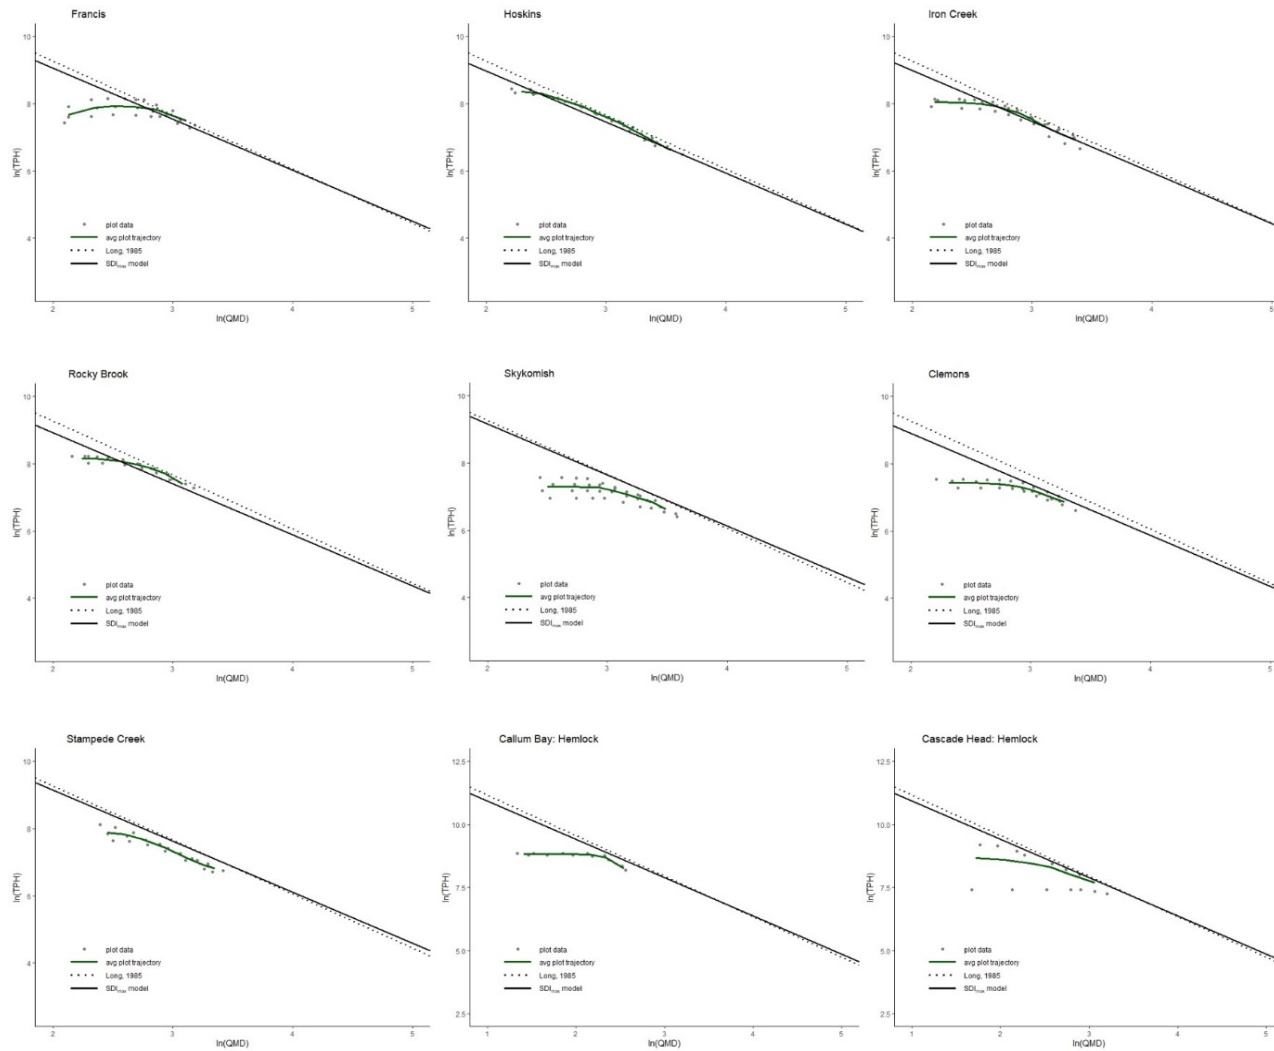 Francis
10
8
6
4
ln(TPH)
plot data
avg plot trajectory
Long, 1985
SDImax model
2
3
4
5
ln(QMD)
Hoskins
10
8
6
4
ln(TPH)
plot data
avg plot trajectory
Long, 1985
SDImax model
2
3
4
5
ln(QMD)
Iron Creek
10
8
6
4
ln(TPH)
plot data
avg plot trajectory
Long, 1985
SDImax model
2
3
4
5
ln(QMD)
Rocky Brook
10
8
6
4
ln(TPH)
plot data
avg plot trajectory
Long, 1985
SDImax model
2
3
4
5
ln(QMD)
Skykomish
10
8
6
4
ln(TPH)
plot data
avg plot trajectory
Long, 1985
SDImax model
2
3
4
5
ln(QMD)
Clemons
10
8
6
4
ln(TPH)
plot data
avg plot trajectory
Long, 1985
SDImax model
2
3
4
5
ln(QMD)
Stampede Creek
10
8
6
4
ln(TPH)
plot data
avg plot trajectory
Long, 1985
SDImax model
2
3
4
5
ln(QMD)
Callum Bay: Hemlock
12.5
10.0
7.5
5.0
2.5
ln(TPH)
plot data
avg plot trajectory
Long, 1985
SDImax model
1
2
3
4
5
ln(QMD)
Cascade Head: Hemlock
12.5
10.0
7.5
5.0
2.5
ln(TPH)
plot data
avg plot trajectory
Long, 1985
SDImax model
1
2
3
4
5
ln(QMD)